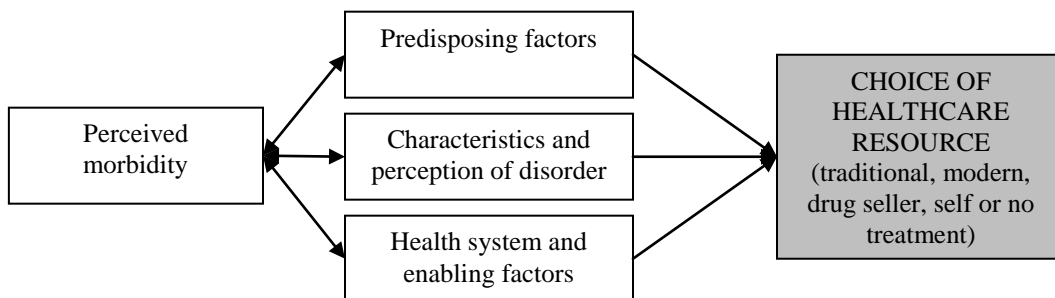 Perceived
morbidity
Predisposing factors
Characteristics and
perception of disorder
Health system and
enabling factors
CHOICE OF
HEALTHCARE
RESOURCE
(traditional, modern,
drug seller, self or no
treatment)